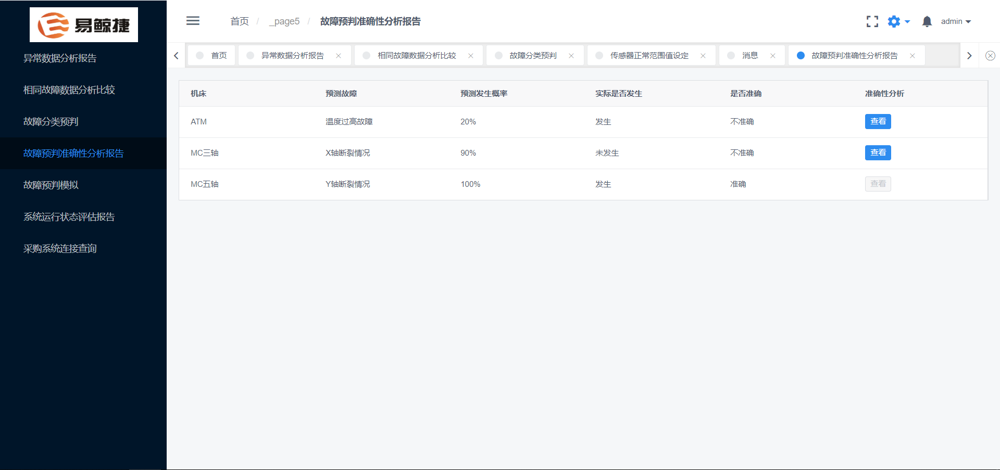 易鲸捷
异常数据分析报告
相同故障数据分析比较
故障分类预判
故障预判准确性分析报告
故障预判模拟
系统运行状态评估报告
采购系统连接查询
首页 / _page5 / 故障预判准确性分析报告
admin
首页 异常数据分析报告 相同故障数据分析比较 故障分类预判 传感器正常范围值设定 消息 故障预判准确性分析报告
机床 预测故障 预测发生概率 实际是否发生 是否准确 准确性分析
ATM 温度过高故障 20% 发生 不准确 查看
MC三轴 X轴断裂情况 90% 未发生 不准确 查看
MC五轴 Y轴断裂情况 100% 发生 准确 查看